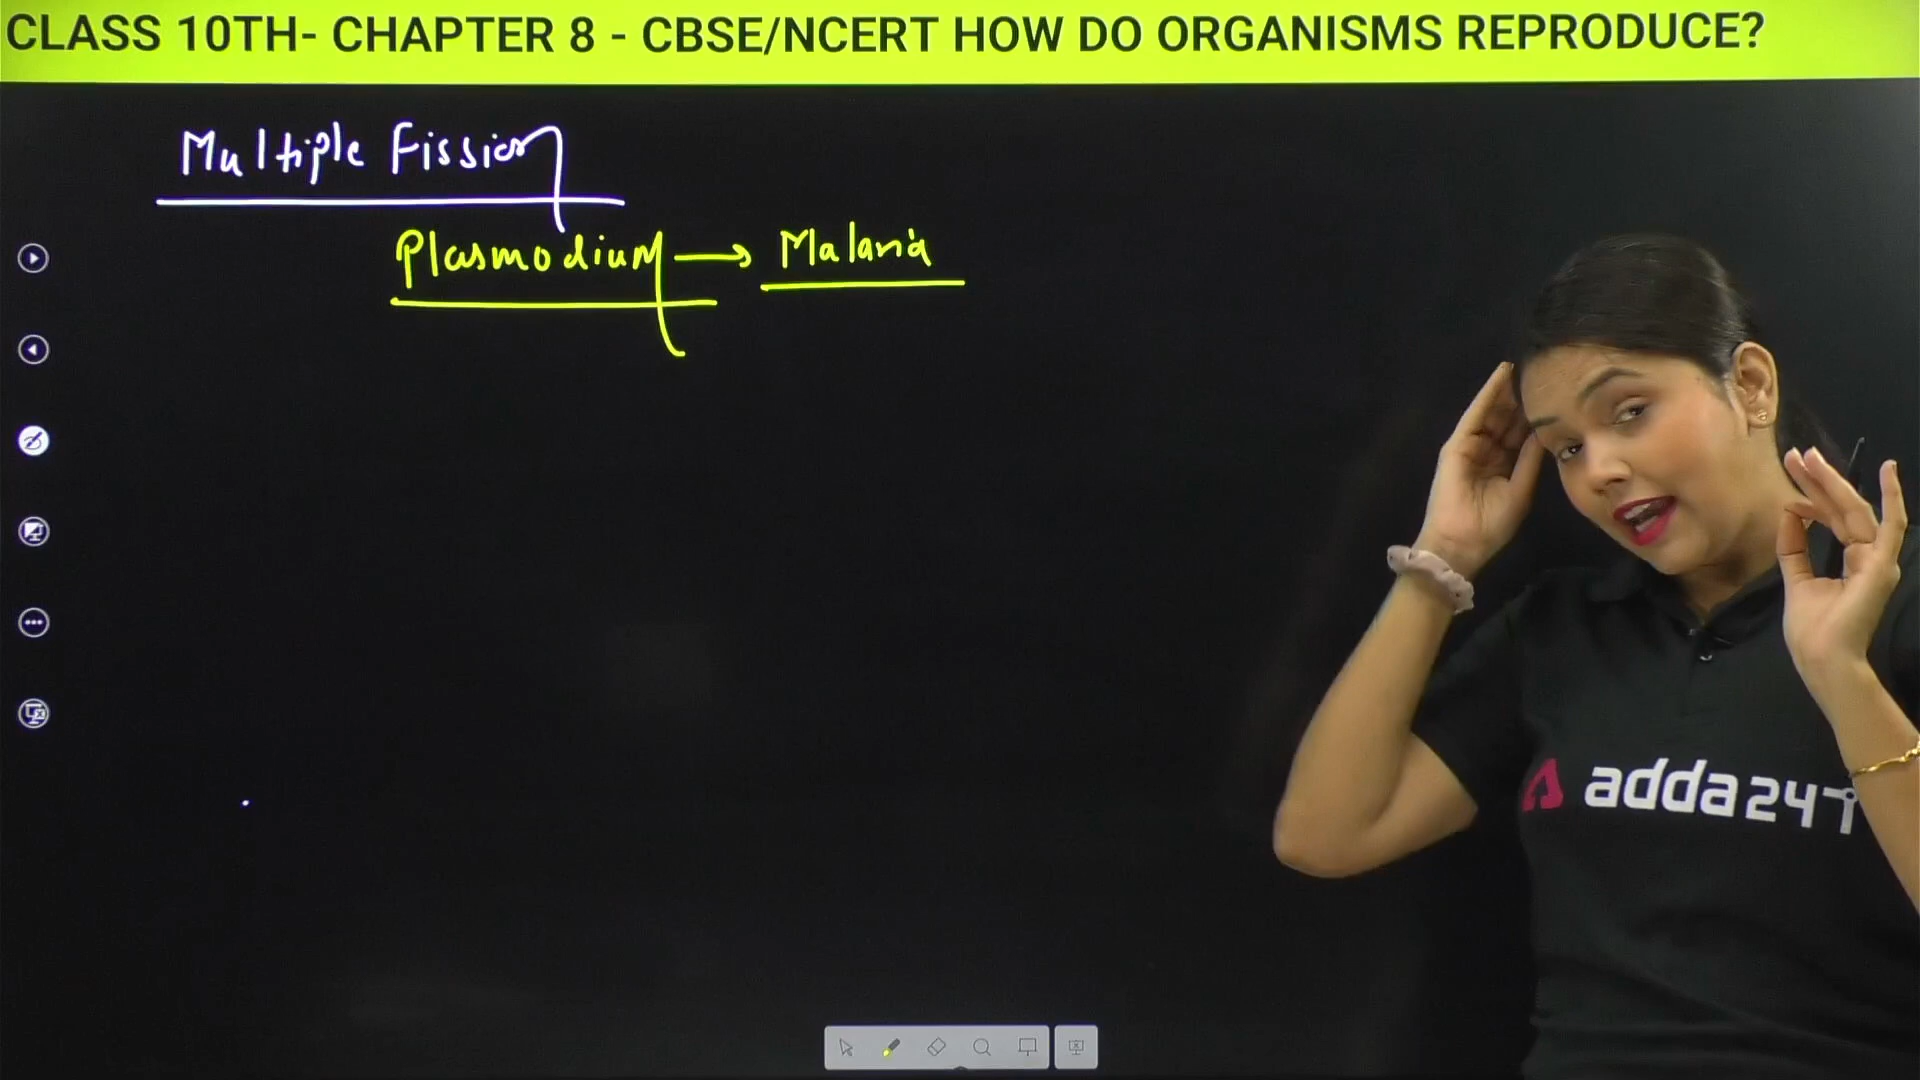 CLASS 10TH- CHAPTER 8 - CBSE/NCERT HOW DO ORGANISMS REPRODUCE?
Multiple Fission
Plasmodium → Malaria
adda247